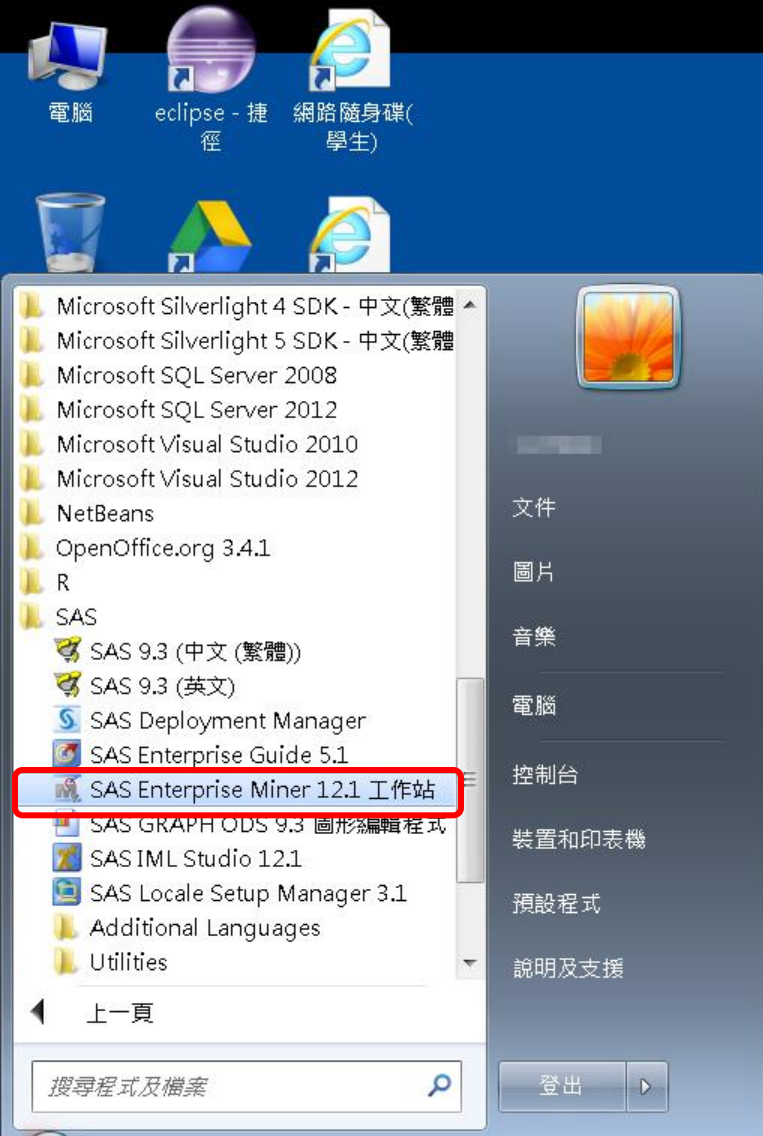 電腦
eclipse - 捷
徑
網路隨身碟(
學生)
Microsoft Silverlight 4 SDK - 中文(繁體
Microsoft Silverlight 5 SDK - 中文(繁體
Microsoft SQL Server 2008
Microsoft SQL Server 2012
Microsoft Visual Studio 2010
Microsoft Visual Studio 2012
NetBeans
OpenOffice.org 3.4.1
R
SAS
SAS 9.3 (中文 (繁體))
SAS 9.3 (英文)
SAS Deployment Manager
SAS Enterprise Guide 5.1
SAS Enterprise Miner 12.1 工作站
SAS GRAPH ODS 9.3 圖形編輯程式
SAS IML Studio 12.1
SAS Locale Setup Manager 3.1
Additional Languages
Utilities
上一頁
搜尋程式及檔案
文件
圖片
音樂
電腦
控制台
裝置和印表機
預設程式
說明及支援
登出